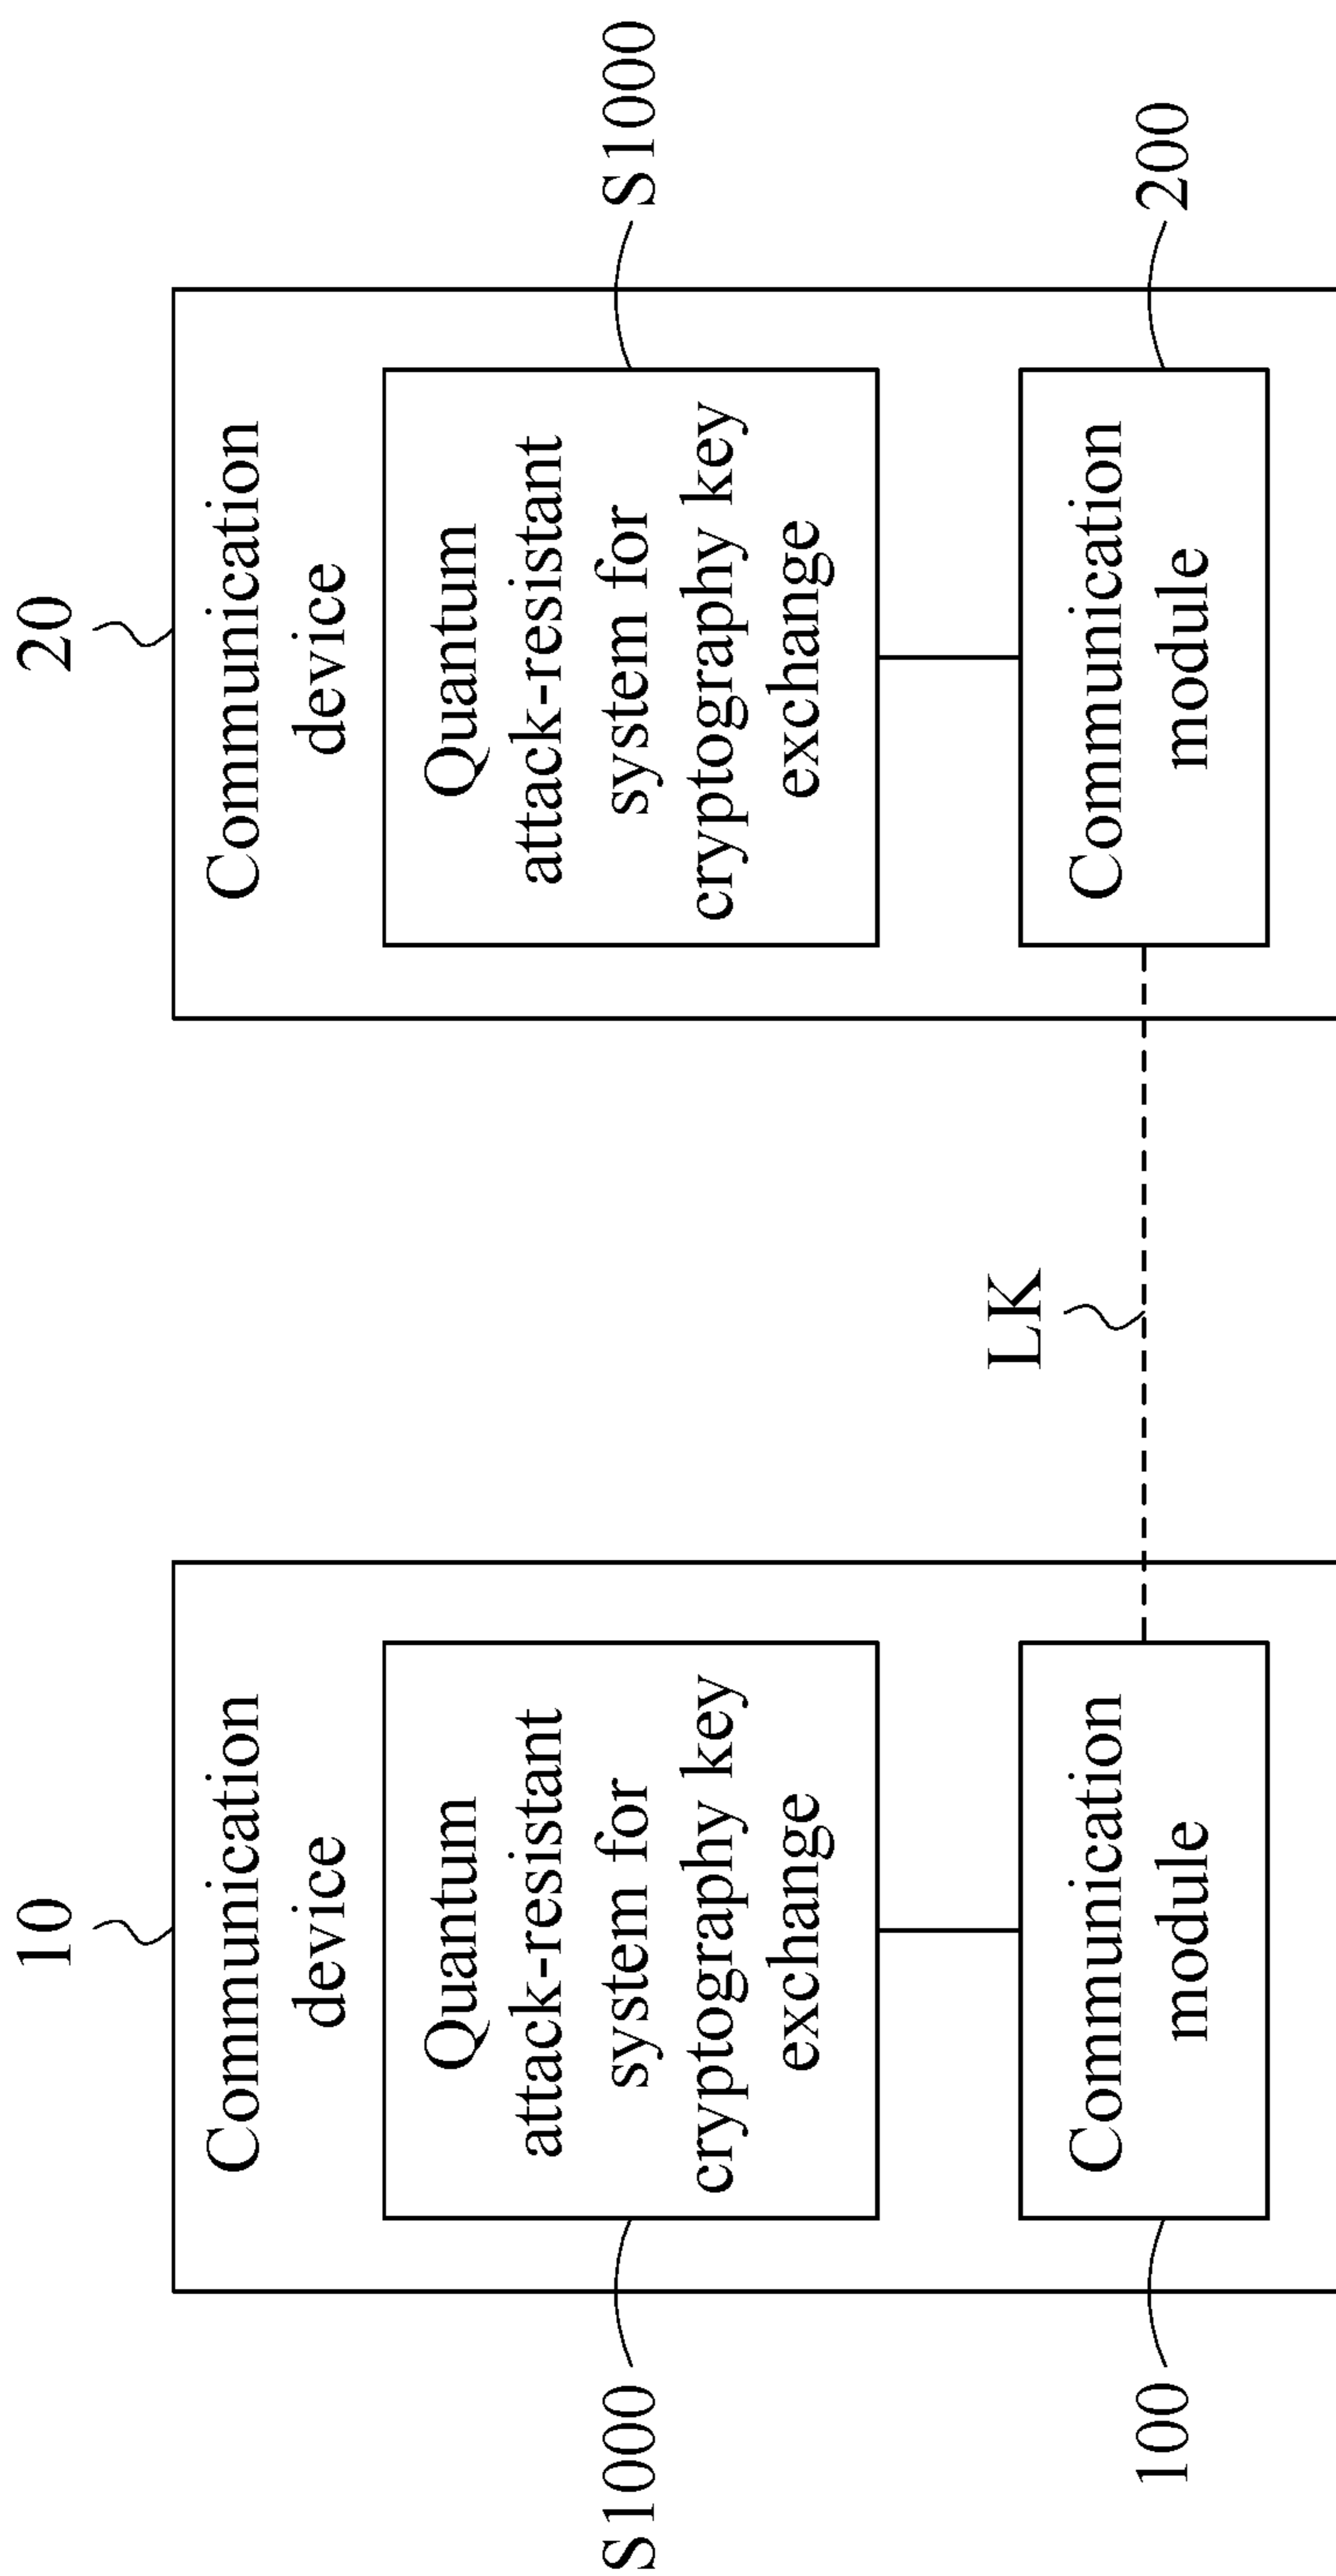 10
Communication
device
S1000
Quantum
attack-resistant
system for
cryptography key
exchange
100
Communication
module
LK
20
Communication
device
S1000
Quantum
attack-resistant
system for
cryptography key
exchange
200
Communication
module